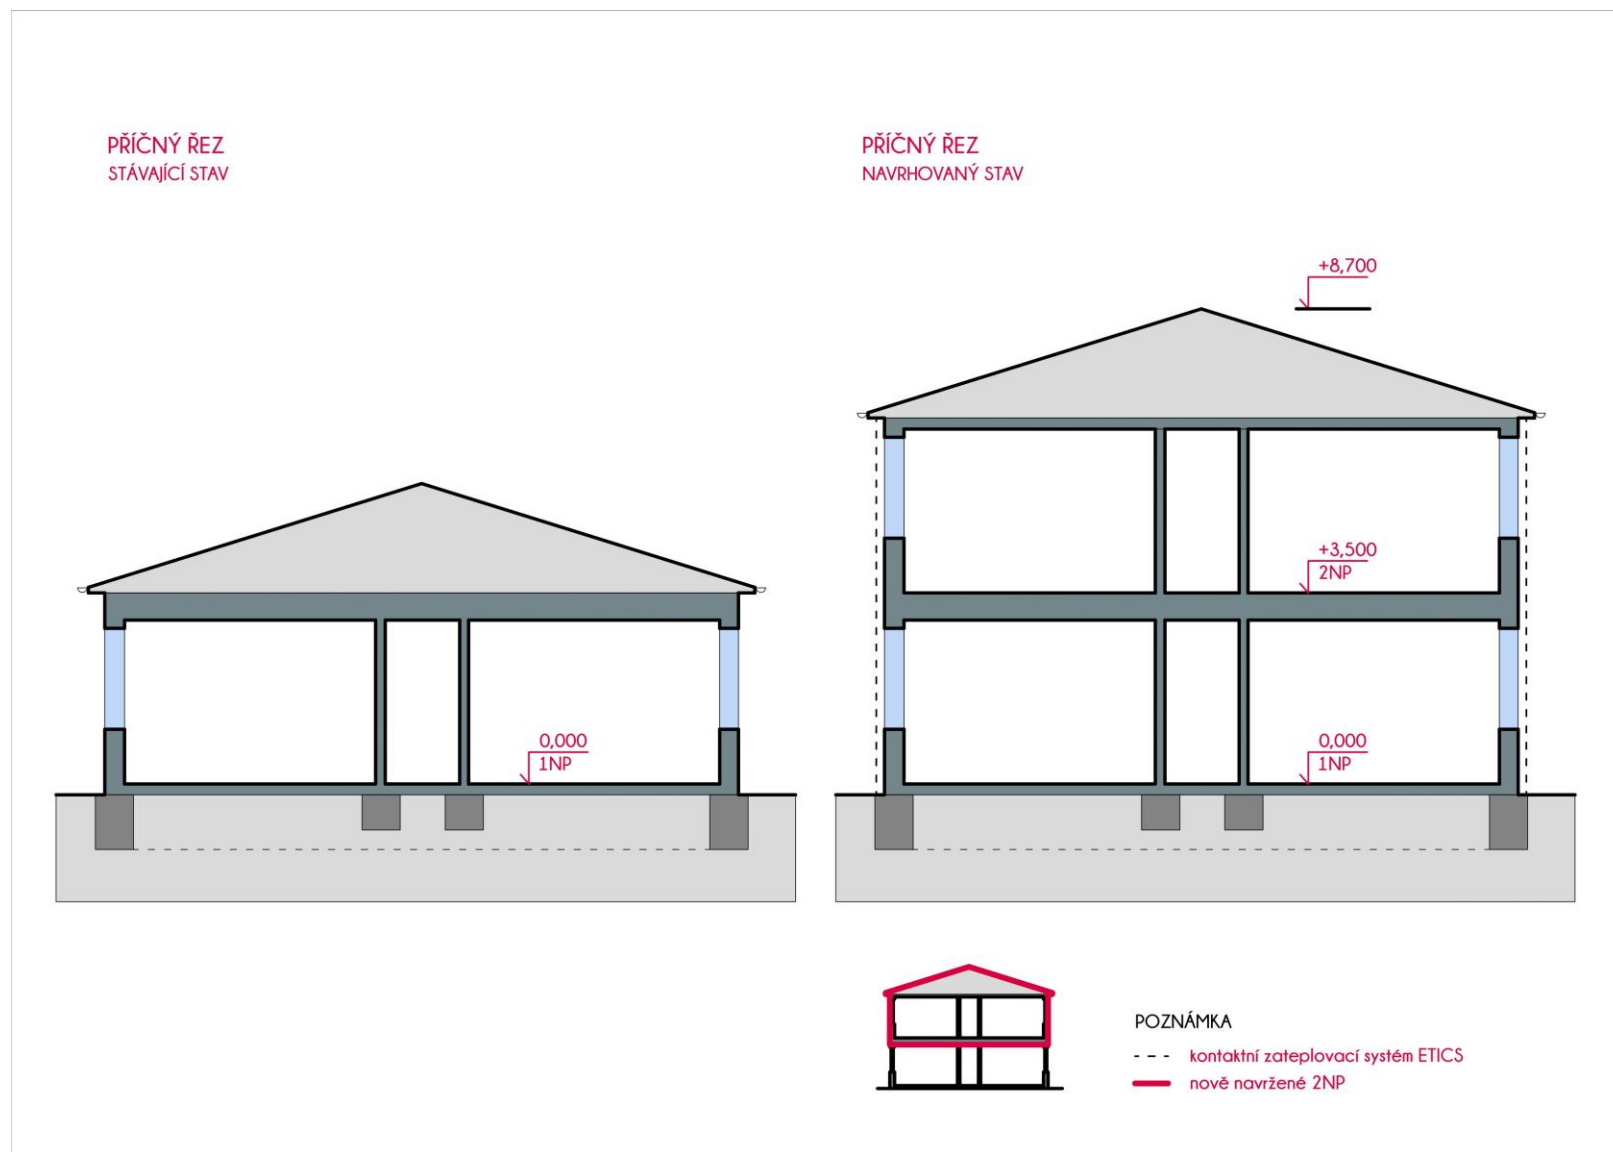 PŘÍČNÝ ŘEZ
STÁVAJÍCÍ STAV
0,000
1NP
PŘÍČNÝ ŘEZ
NAVRHOVANÝ STAV
+8,700
+3,500
2NP
0,000
1NP
POZNÁMKA
kontaktní zateplovací systém ETICS
nově navržené 2NP